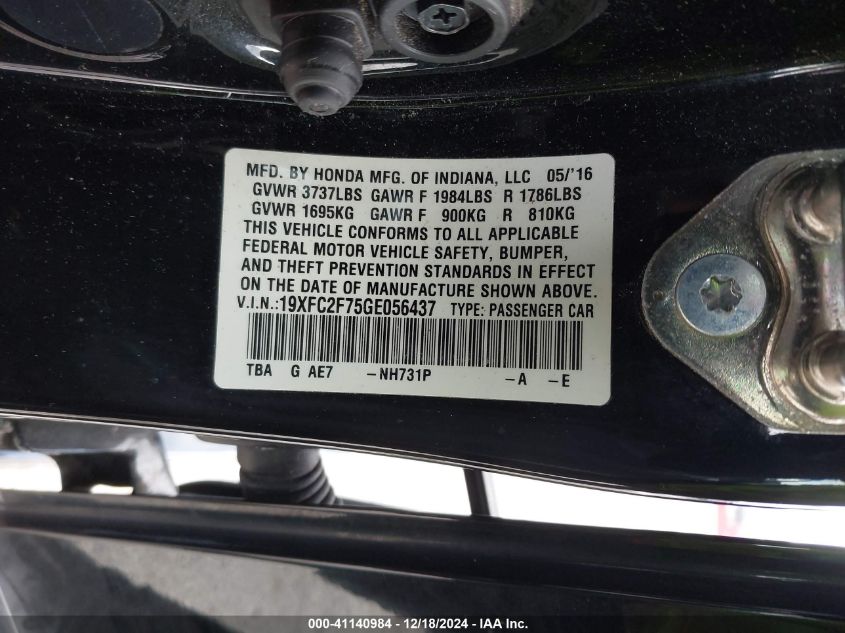 MFD. BY HONDA MFG. OF INDIANA, LLC 05/'16
GVWR 3737LBS GAWR F 1984LBS R 1786LBS
GVWR 1695KG GAWR F 900KG R 810KG
THIS VEHICLE CONFORMS TO ALL APPLICABLE
FEDERAL MOTOR VEHICLE SAFETY, BUMPER,
AND THEFT PREVENTION STANDARDS IN EFFECT
ON THE DATE OF MANUFACTURE SHOWN ABOVE.
V.I.N.:19XFC2F75GE056437 TYPE: PASSENGER CAR
TBA G AE7 -NH731P -A -E
000-41140984 - 12/18/2024 - IAA Inc.